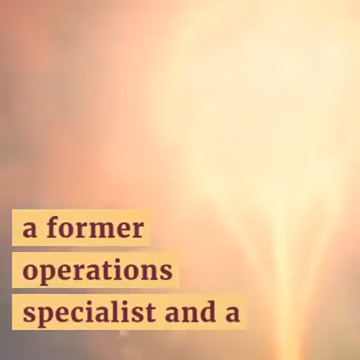 a former
operations
specialist and a